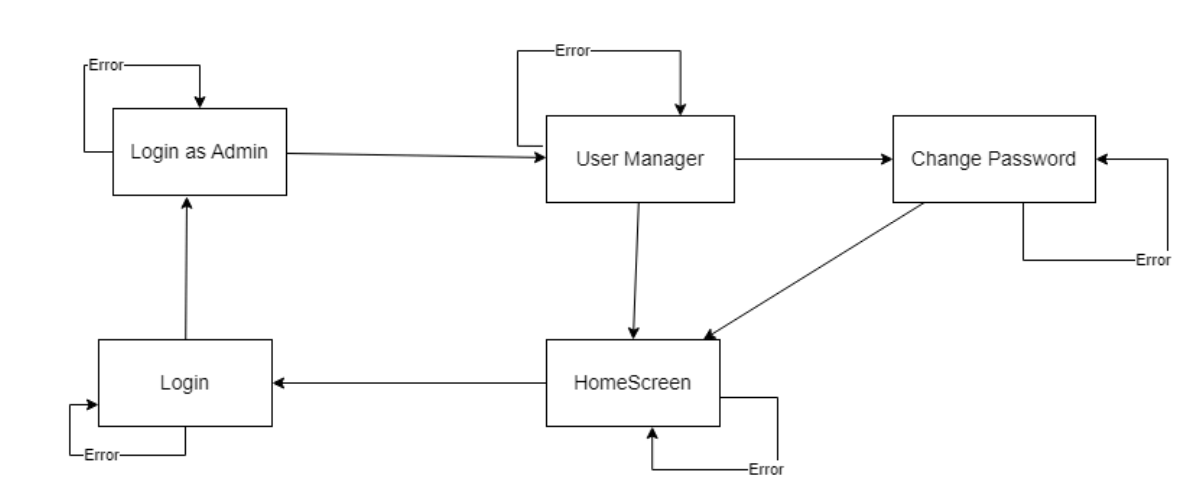 Error
Error
Login as Admin
User Manager
Change Password
Error
Login
HomeScreen
Error
Error